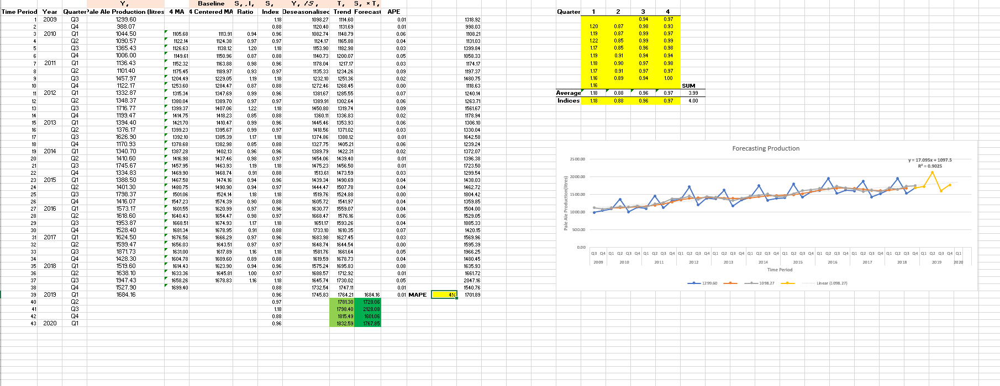 Y, Baseline S, .I, S, Y, /S, T, S, ×T,
Time Period Year Quarter Pale Ale Production (litres 4 MA 4 Centered MA Ratio Index Deseasonalised Trend Forecast APE Quarter 1 2 3 4
1 2009 Q3 1299.60 1.18 1098.27 1114.60 0.01 1318.92 0.94 0.97
2 Q4 988.07 0.88 1120.40 1131.69 0.01 998.03 1.20 0.87 0.98 0.93
3 2010 Q1 1044.50 1105.68 1113.91 0.94 0.96 1082.74 1148.79 0.06 1108.21 1.19 0.87 0.99 0.97
4 Q2 1090.57 1122.14 1124.38 0.97 0.97 1124.17 1165.88 0.04 1131.03 1.22 0.85 0.99 0.99
5 Q3 1365.43 1126.63 1138.12 1.20 1.18 1153.90 1182.98 0.03 1399.84 1.17 0.85 0.96 0.98
6 Q4 1006.00 1149.61 1150.96 0.87 0.88 1140.73 1200.07 0.05 1058.33 1.19 0.91 0.94 0.94
7 2011 Q1 1136.43 1152.32 1163.88 0.98 0.96 1178.04 1217.17 0.03 1174.17 1.18 0.90 0.97 0.98
8 Q2 1101.40 1175.45 1189.97 0.93 0.97 1135.33 1234.26 0.09 1197.37 1.17 0.91 0.97 0.97
9 Q3 1457.97 1204.49 1229.05 1.19 1.18 1232.10 1251.36 0.02 1480.75 1.16 0.89 0.94 1.00
10 Q4 1122.17 1253.60 1284.47 0.87 0.88 1272.46 1268.45 0.00 1118.63 1.16 SUM
11 2012 Q1 1332.87 1315.34 1347.69 0.99 0.96 1381.67 1285.55 0.07 1240.14 Average 1.18 0.88 0.96 0.97 3.99
12 Q2 1348.37 1380.04 1389.70 0.97 0.97 1389.91 1302.64 0.06 1263.71 Indices 1.18 0.88 0.96 0.97 4.00
13 Q3 1716.77 1399.37 1407.06 1.22 1.18 1450.80 1319.74 0.09 1561.67
14 Q4 1199.47 1414.75 1418.23 0.85 0.88 1360.11 1336.83 0.02 1178.94
15 2013 Q1 1394.40 1421.70 1410.47 0.99 0.96 1445.46 1353.93 0.06 1306.10
16 Q2 1376.17 1399.23 1395.67 0.99 0.97 1418.56 1371.02 0.03 1330.04
17 Q3 1626.90 1392.10 1385.39 1.17 1.18 1374.86 1388.12 0.01 1642.58
18 Q4 1170.93 1378.68 1382.98 0.85 0.88 1327.75 1405.21 0.06 1239.24
19 2014 Q1 1340.70 1387.28 1402.13 0.96 0.96 1389.79 1422.31 0.02 1372.07
20 Q2 1410.60 1416.98 1437.46 0.98 0.97 1454.06 1439.40 0.01 1396.38
21 Q3 1745.67 1457.95 1463.93 1.19 1.18 1475.23 1456.50 0.01 1723.50
22 Q4 1334.83 1469.90 1468.74 0.91 0.88 1513.61 1473.59 0.03 1299.54
23 2015 Q1 1388.50 1467.58 1474.16 0.94 0.96 1439.34 1490.69 0.04 1438.03
24 Q2 1401.30 1480.75 1490.90 0.94 0.97 1444.47 1507.78 0.04 1462.72
25 Q3 1798.37 1501.06 1524.14 1.18 1.18 1519.76 1524.88 0.00 1804.42
26 Q4 1416.07 1547.23 1574.39 0.90 0.88 1605.72 1541.97 0.04 1359.85
27 2016 Q1 1573.17 1601.55 1620.99 0.97 0.96 1630.77 1559.07 0.04 1504.00
28 Q2 1618.60 1640.43 1654.47 0.98 0.97 1668.47 1576.16 0.06 1529.05
29 Q3 1953.87 1668.51 1674.93 1.17 1.18 1651.17 1593.26 0.04 1885.33
30 Q4 1528.40 1681.34 1678.95 0.91 0.88 1733.10 1610.35 0.07 1420.15
31 2017 Q1 1624.50 1676.56 1666.29 0.97 0.96 1683.98 1627.45 0.03 1569.96
32 Q2 1599.47 1656.03 1643.51 0.97 0.97 1648.74 1644.54 0.00 1595.39
33 Q3 1871.73 1631.00 1617.89 1.16 1.18 1581.76 1661.64 0.05 1966.25
34 Q4 1428.30 1604.78 1609.60 0.89 0.88 1619.59 1678.73 0.04 1480.45
35 2018 Q1 1519.60 1614.43 1623.90 0.94 0.96 1575.24 1695.83 0.08 1635.93
36 Q2 1638.10 1633.36 1645.81 1.00 0.97 1688.57 1712.92 0.01 1661.72
37 Q3 1947.43 1658.26 1678.83 1.16 1.18 1645.74 1730.02 0.05 2047.16
38 Q4 1527.90 1699.40 0.88 1732.54 1747.11 0.01 1540.76
39 2019 Q1 1684.16 0.96 1745.83 1764.21 1684.16 0.01 MAPE 4% 1701.89
40 Q2 0.97 1781.30 1728.06
41 Q3 1.18 1798.40 2128.08
42 Q4 0.88 1815.49 1601.06
43 2020 Q1 0.96 1832.59 1767.95
Forecasting Production
y = 17.095x + 1097.5
R² = 0.9025
Pale Ale Production(litres)
2500.00
2000.00
1500.00
1000.00
500.00
0.00
Q3 Q4 Q1 Q2 Q3 Q4 Q1 Q2 Q3 Q4 Q1 Q2 Q3 Q4 Q1 Q2 Q3 Q4 Q1 Q2 Q3 Q4 Q1 Q2 Q3 Q4 Q1 Q2 Q3 Q4 Q1 Q2 Q3 Q4 Q1 Q2 Q3 Q4 Q1 Q2 Q3 Q4 Q1
2009 2010 2011 2012 2013 2014 2015 2016 2017 2018 2019 2020
Time Period
1299.60 1098.27 Linear (1098.27)